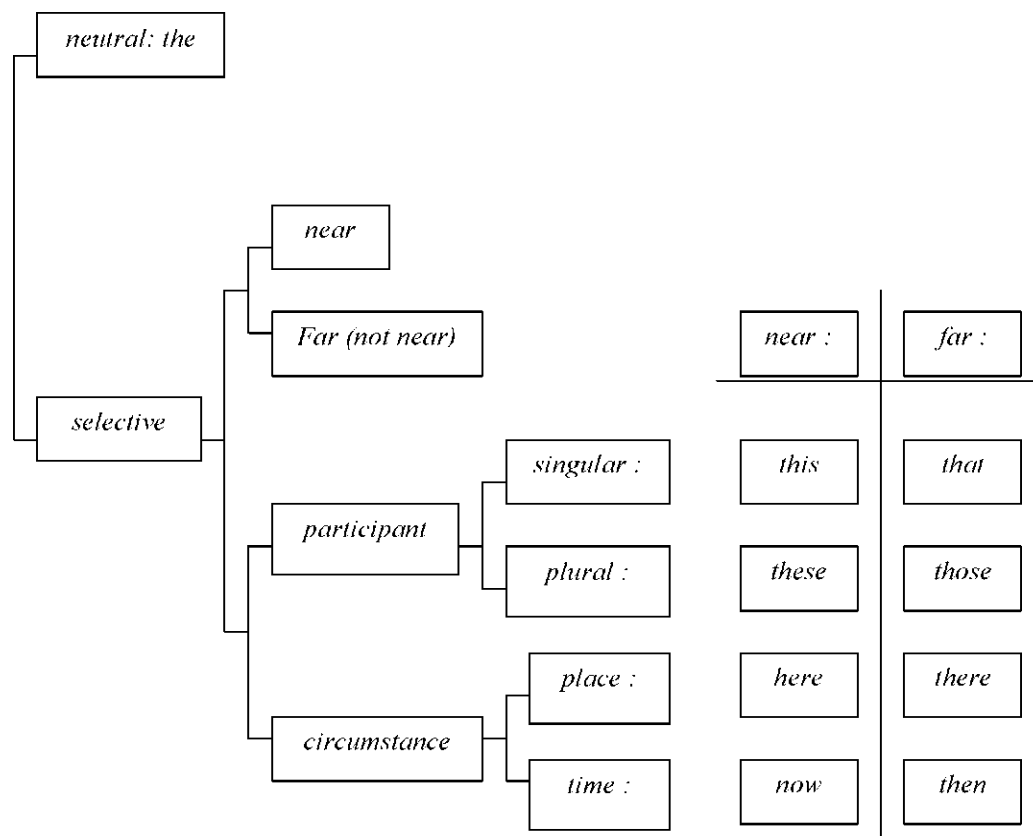 neutral: the
near
Far (not near)
near :
far :
selective
singular :
this
that
participant
plural :
these
those
place :
here
there
circumstance
time :
now
then